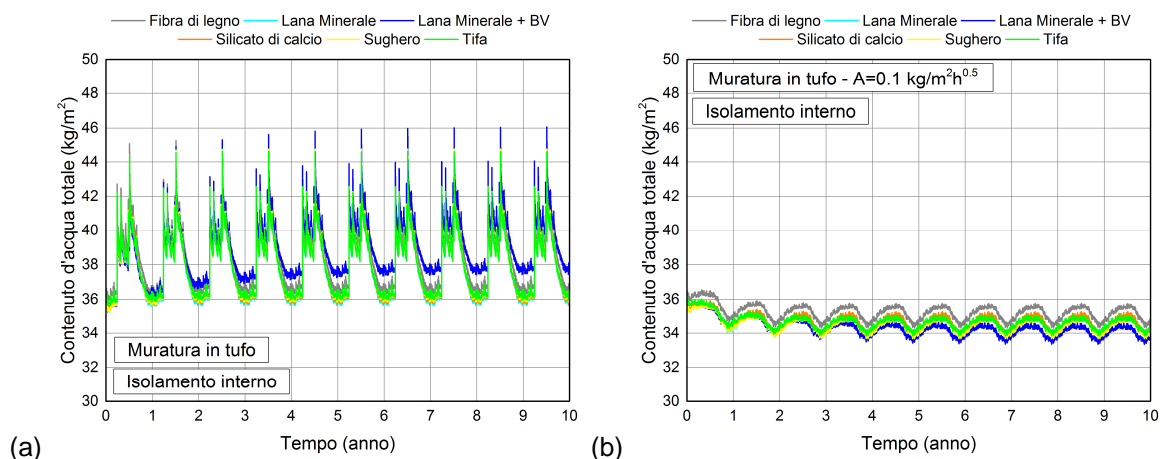 Fibra di legno Lana Minerale Lana Minerale + BV
Silicato di calcio Sughero Tifa
50
48
46
44
42
40
38
36
34
32
30
Contenuto d'acqua totale (kg/m²)
Muratura in tufo
Isolamento interno
0 1 2 3 4 5 6 7 8 9 10
Tempo (anno)
(a)
Fibra di legno Lana Minerale Lana Minerale + BV
Silicato di calcio Sughero Tifa
50
48
46
44
42
40
38
36
34
32
30
Contenuto d'acqua totale (kg/m²)
Muratura in tufo - A=0.1 kg/m²h⁰·⁵
Isolamento interno
0 1 2 3 4 5 6 7 8 9 10
Tempo (anno)
(b)